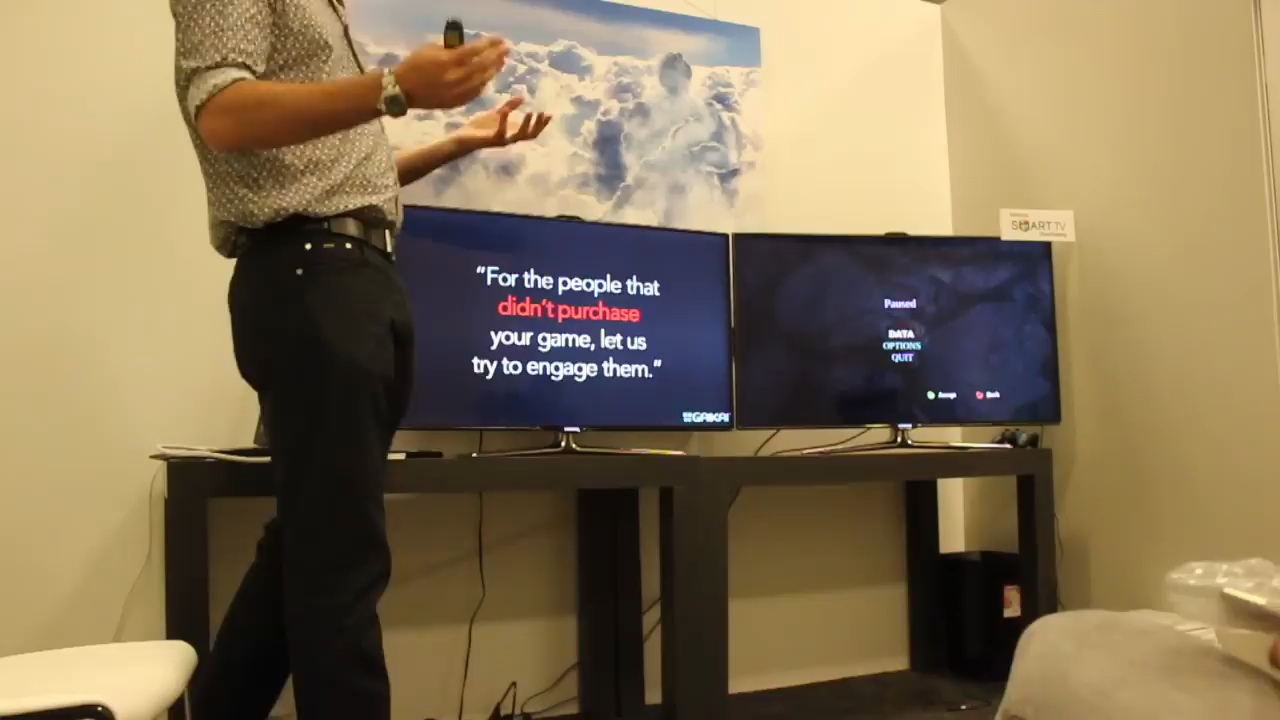 SMART TV
"For the people that
didn't purchase
your game, let us
try to engage them."
GAIKAI
Paused
DATA
OPTIONS
QUIT
Accept
Back